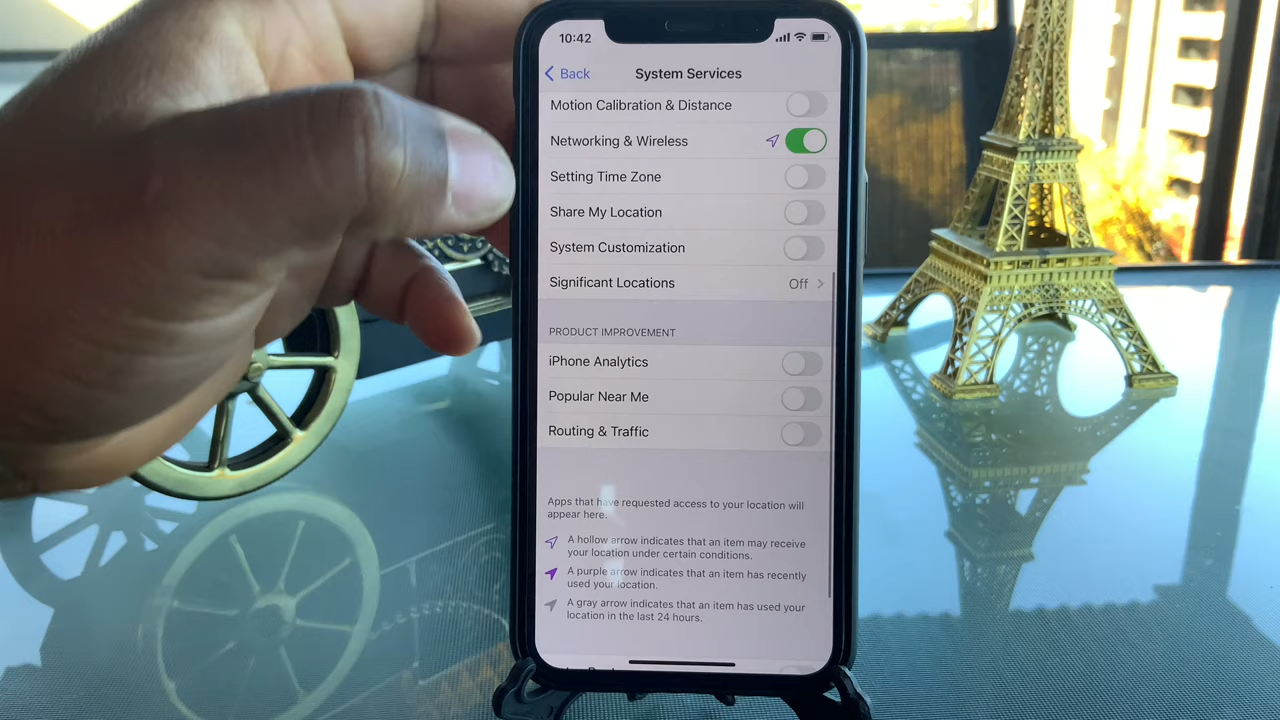 10:42
Back
System Services
Motion Calibration & Distance
Networking & Wireless
Setting Time Zone
Share My Location
System Customization
Significant Locations Off
PRODUCT IMPROVEMENT
iPhone Analytics
Popular Near Me
Routing & Traffic
Apps that have requested access to your location will
appear here.
A hollow arrow indicates that an item may receive
your location under certain conditions.
A purple arrow indicates that an item has recently
used your location.
A gray arrow indicates that an item has used your
location in the last 24 hours.